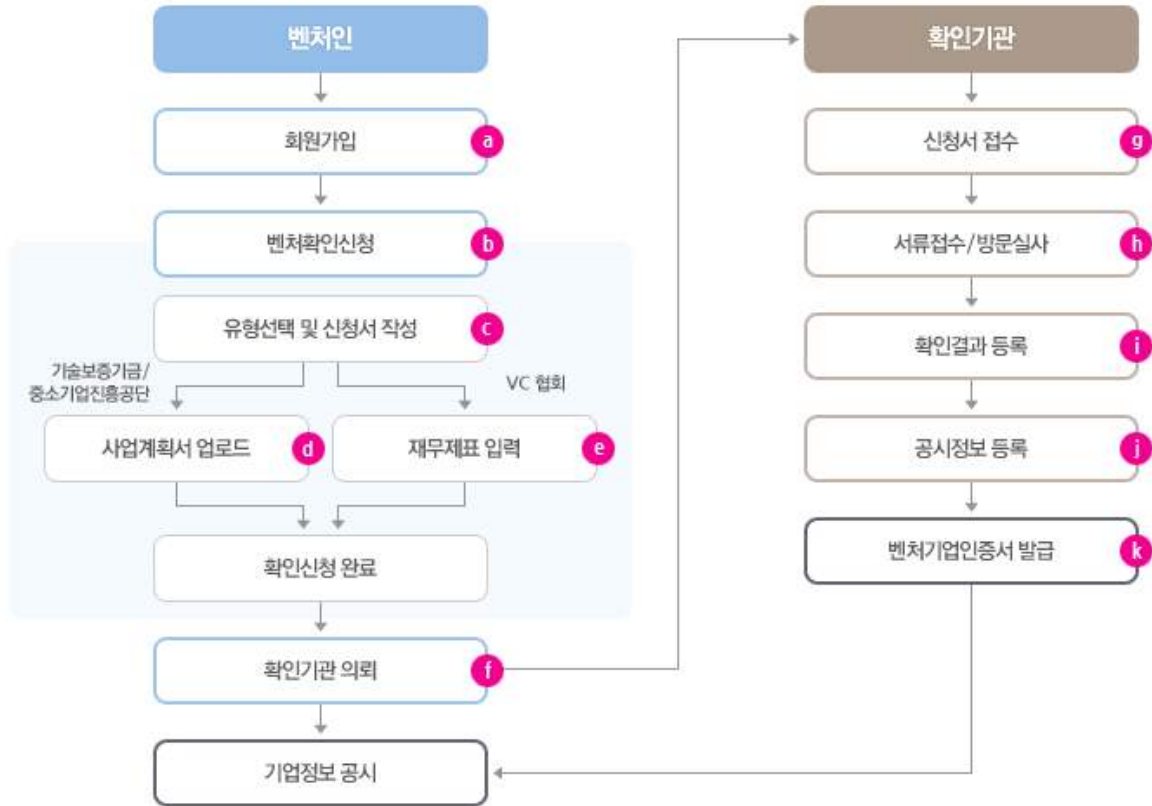 벤처인
회원가입
a
벤처확인신청
b
유형선택 및 신청서 작성
c
기술보증기금/
중소기업진흥공단
VC 협회
사업계획서 업로드
d
재무제표 입력
e
확인신청 완료
확인기관 의뢰
f
기업정보 공시
확인기관
신청서 접수
g
서류접수/방문실사
h
확인결과 등록
i
공시정보 등록
j
벤처기업인증서 발급
k